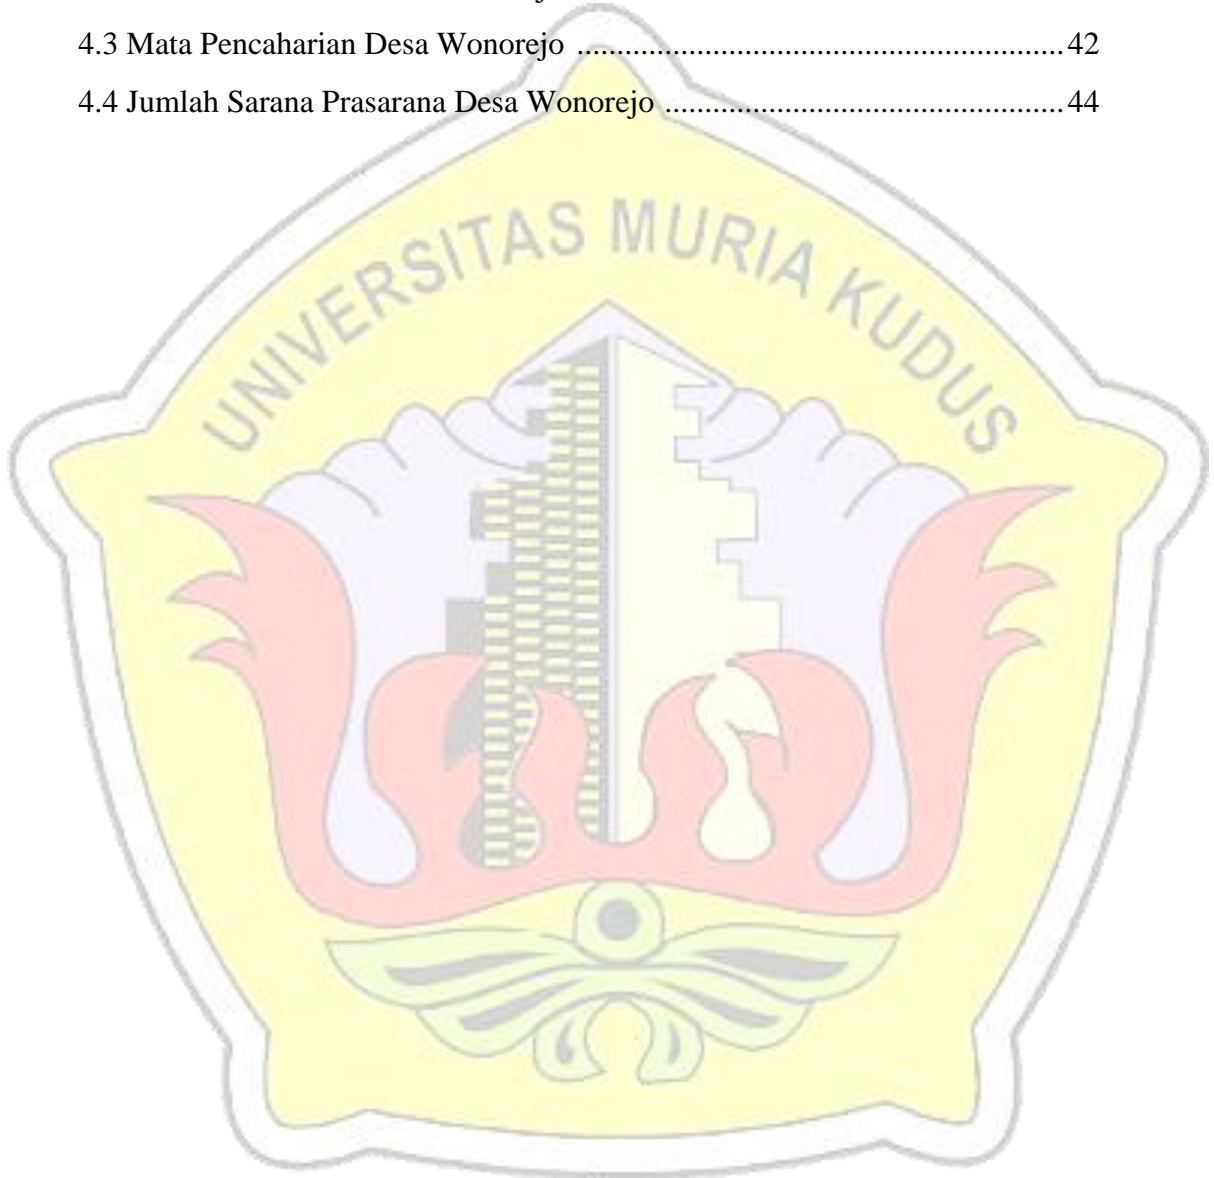 4.3 Mata Pencaharian Desa Wonorejo ............................................................. 42
4.4 Jumlah Sarana Prasarana Desa Wonorejo .................................................. 44
UNIVERSITAS MURIA KUDUS